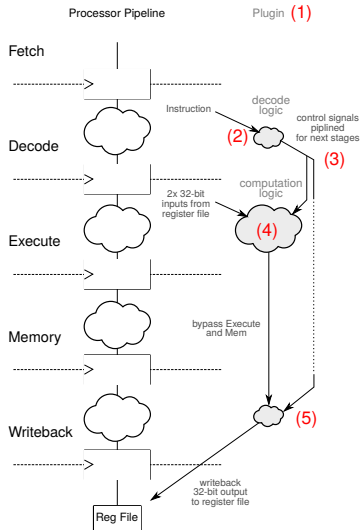 Processor Pipeline
Plugin (1)
Fetch
Instruction
decode
logic
(2)
control signals
piplined
for next stages
(3)
Decode
2x 32-bit
inputs from
register file
computation
logic
(4)
Execute
bypass Execute
and Mem
Memory
(5)
Writeback
writeback
32-bit output
to register file
Reg File